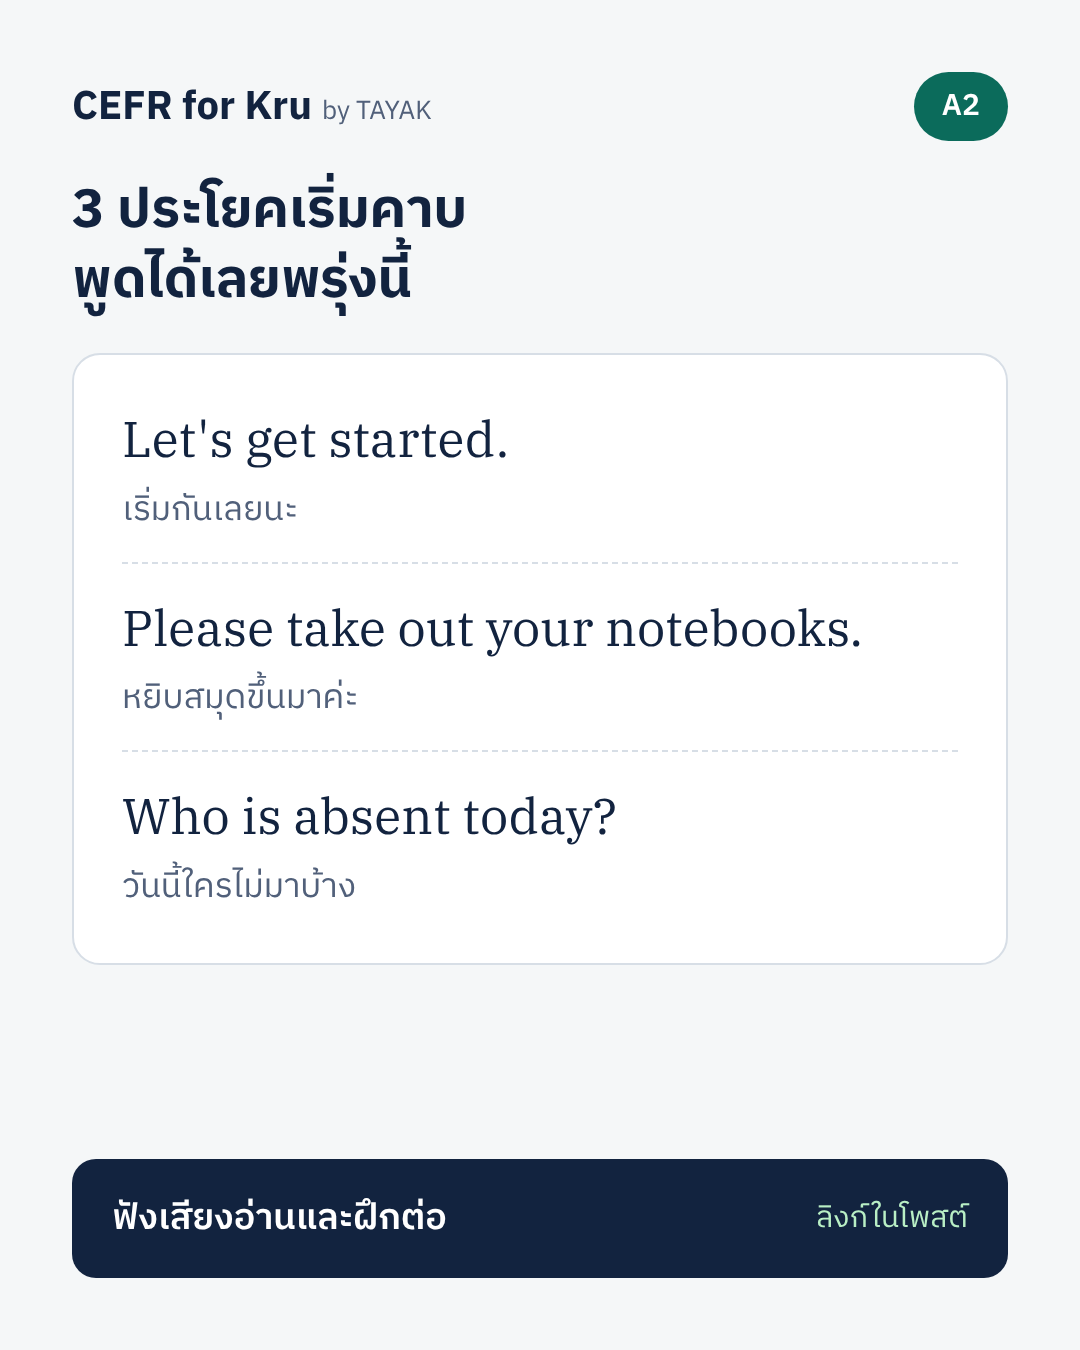 CEFR for Kru by TAYAK
A2
3 ประโยคเริ่มคาบ
พูดได้เลยพรุ่งนี้
Let's get started.
เริ่มกันเลยนะ
Please take out your notebooks.
หยิบสมุดขึ้นมาค่ะ
Who is absent today?
วันนี้ใครไม่มาบ้าง
ฟังเสียงอ่านและฝึกต่อ
ลิงก์ในโพสต์